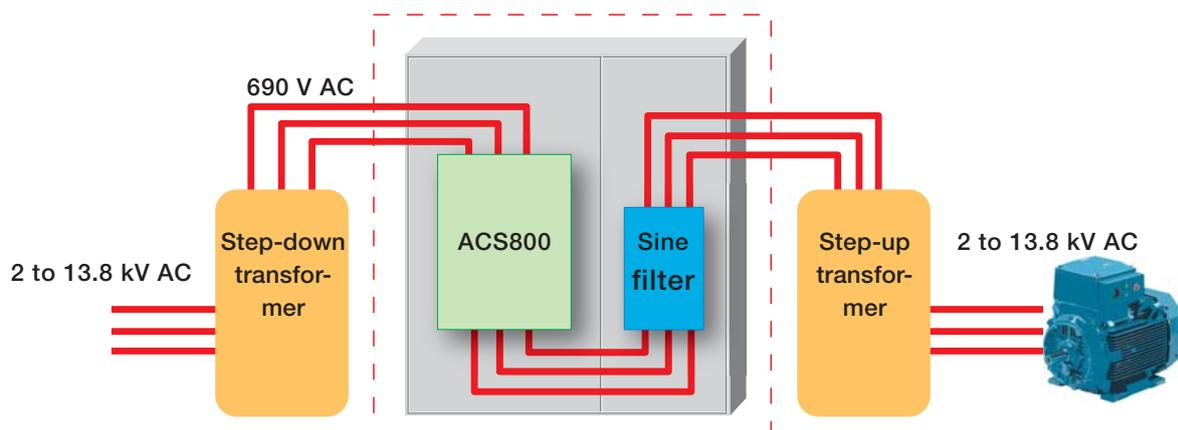 690 V AC
Step-down
transfor-
mer
2 to 13.8 kV AC
ACS800
Sine
filter
Step-up
transfor-
mer
2 to 13.8 kV AC